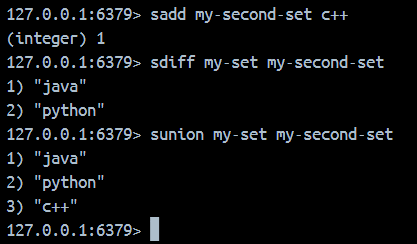 127.0.0.1:6379> sadd my-second-set c++
(integer) 1
127.0.0.1:6379> sdiff my-set my-second-set
1) "java"
2) "python"
127.0.0.1:6379> sunion my-set my-second-set
1) "java"
2) "python"
3) "c++"
127.0.0.1:6379>